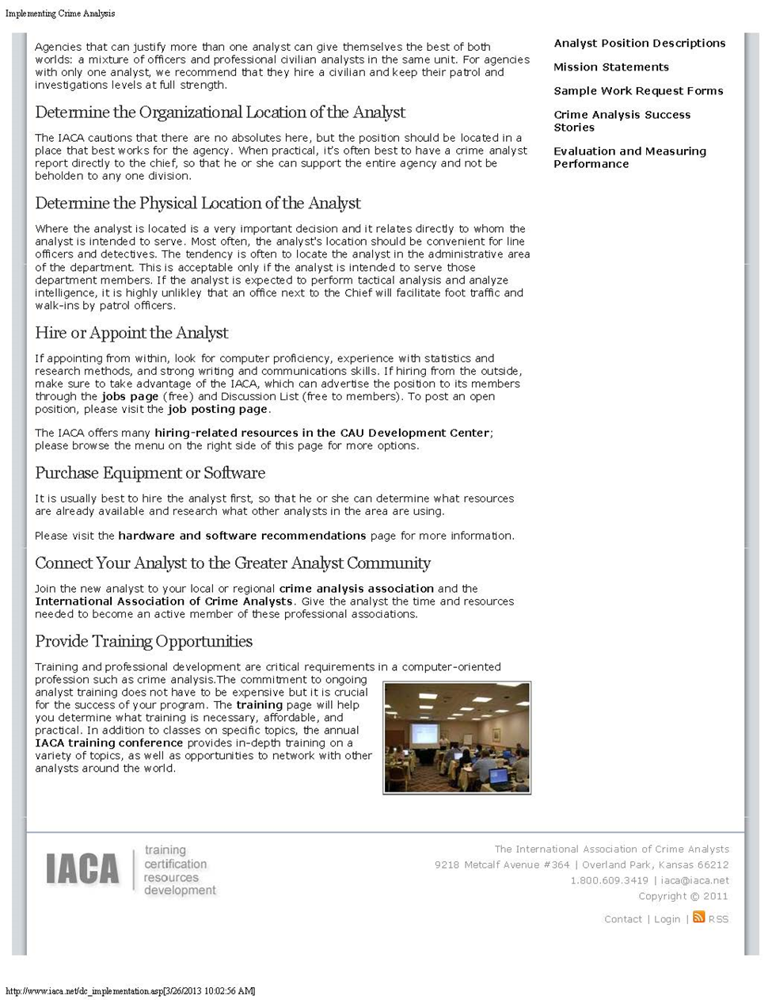 Implementing Crime Analysis
Agencies that can justify more than one analyst can give themselves the best of both
worlds: a mixture of officers and professional civilian analysts in the same unit. For agencies
with only one analyst, we recommend that they hire a civilian and keep their patrol and
investigations levels at full strength.
Determine the Organizational Location of the Analyst
The IACA cautions that there are no absolutes here, but the position should be located in a
place that best works for the agency. When practical, it's often best to have a crime analyst
report directly to the chief, so that he or she can support the entire agency and not be
beholden to any one division.
Determine the Physical Location of the Analyst
Where the analyst is located is a very important decision and it relates directly to whom the
analyst is intended to serve. Most often, the analyst's location should be convenient for line
officers and detectives. The tendency is often to locate the analyst in the administrative area
of the department. This is acceptable only if the analyst is intended to serve those
department members. If the analyst is expected to perform tactical analysis and analyze
intelligence, it is highly unlikley that an office next to the Chief will facilitate foot traffic and
walk-ins by patrol officers.
Hire or Appoint the Analyst
If appointing from within, look for computer proficiency, experience with statistics and
research methods, and strong writing and communications skills. If hiring from the outside,
make sure to take advantage of the IACA, which can advertise the position to its members
through the jobs page (free) and Discussion List (free to members). To post an open
position, please visit the job posting page.
The IACA offers many hiring-related resources in the CAU Development Center;
please browse the menu on the right side of this page for more options.
Purchase Equipment or Software
It is usually best to hire the analyst first, so that he or she can determine what resources
are already available and research what other analysts in the area are using.
Please visit the hardware and software recommendations page for more information.
Connect Your Analyst to the Greater Analyst Community
Join the new analyst to your local or regional crime analysis association and the
International Association of Crime Analysts. Give the analyst the time and resources
needed to become an active member of these professional associations.
Provide Training Opportunities
Training and professional development are critical requirements in a computer-oriented
profession such as crime analysis.The commitment to ongoing
analyst training does not have to be expensive but it is crucial
for the success of your program. The training page will help
you determine what training is necessary, affordable, and
practical. In addition to classes on specific topics, the annual
IACA training conference provides in-depth training on a
variety of topics, as well as opportunities to network with other
analysts around the world.
Analyst Position Descriptions
Mission Statements
Sample Work Request Forms
Crime Analysis Success
Stories
Evaluation and Measuring
Performance
IACA
training
certification
resources
development
The International Association of Crime Analysts
9218 Metcalf Avenue #364 | Overland Park, Kansas 66212
1.800.609.3419 | iaca@iaca.net
Copyright © 2011
Contact | Login | RSS
http://www.iaca.net/dc_implementation.asp[3/26/2013 10:02:56 AM]